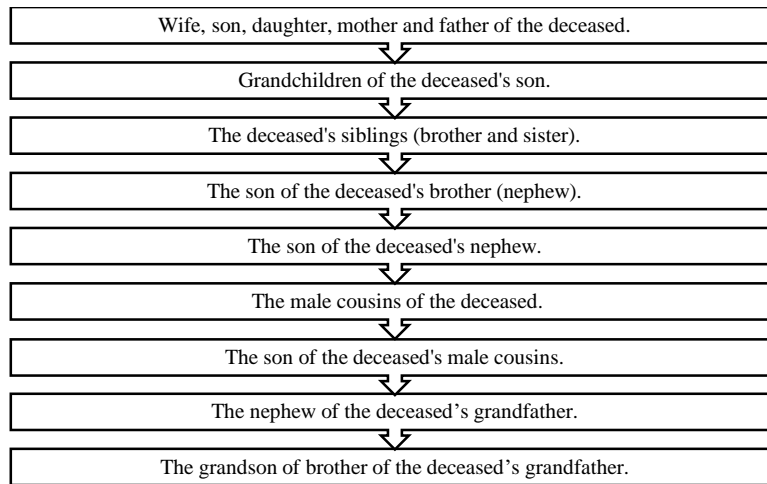 Wife, son, daughter, mother and father of the deceased.
Grandchildren of the deceased's son.
The deceased's siblings (brother and sister).
The son of the deceased's brother (nephew).
The son of the deceased's nephew.
The male cousins of the deceased.
The son of the deceased's male cousins.
The nephew of the deceased’s grandfather.
The grandson of brother of the deceased’s grandfather.